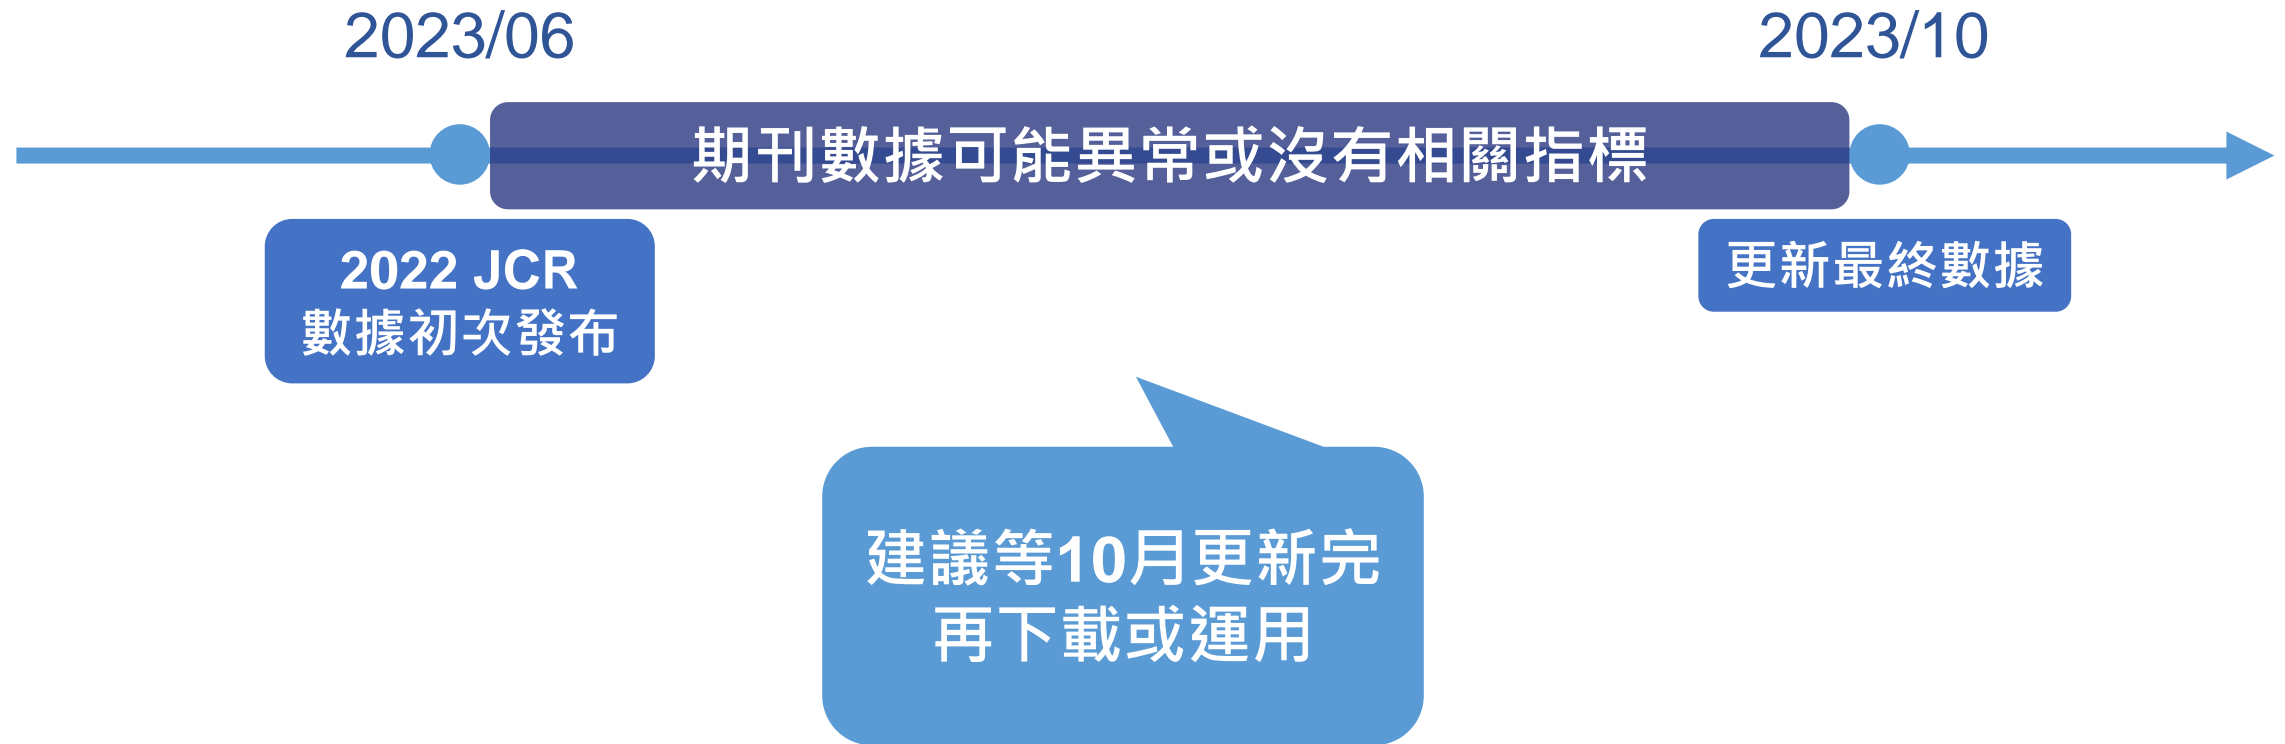 2023/06
2023/10
期刊數據可能異常或沒有相關指標
2022 JCR
數據初次發布
更新最終數據
建議等10月更新完
再下載或運用